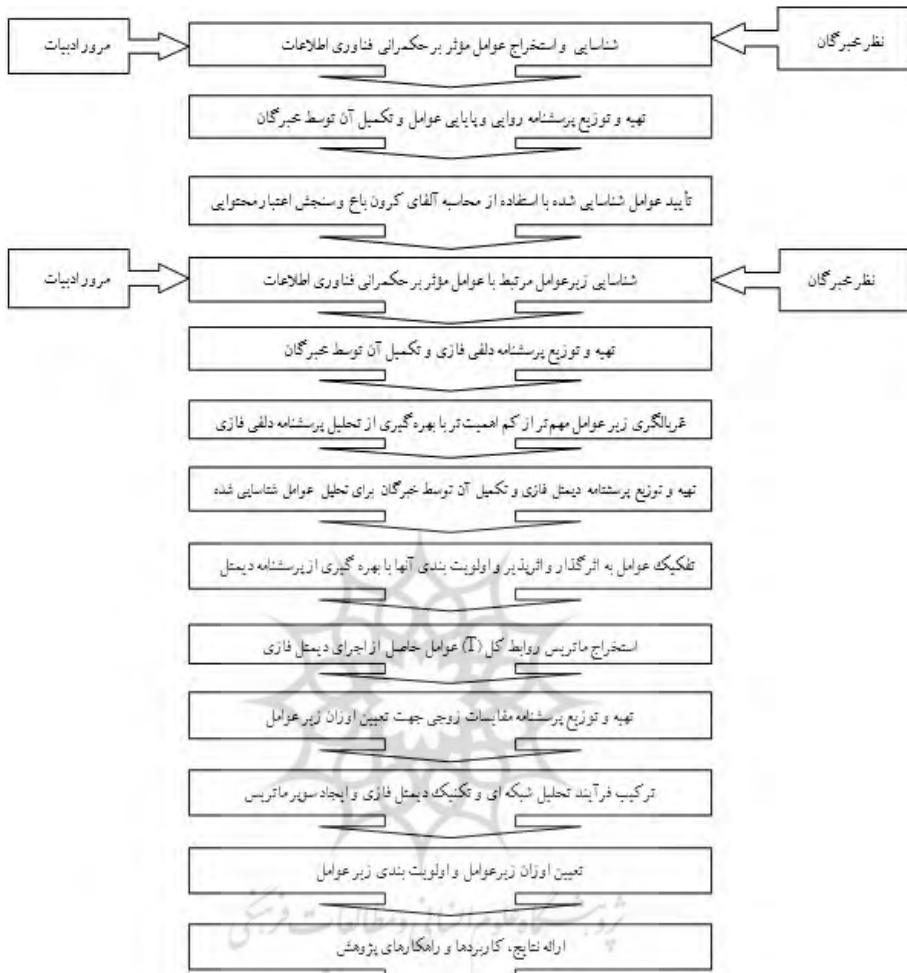 نظر خبرگان
شناسایی و استخراج عوامل مؤثر بر حکمرانی فناوری اطلاعات
مرور ادبیات
تهیه و توزیع پرسشنامه روایی و پایایی عوامل و تکمیل آن توسط خبرگان
تأیید عوامل شناسایی شده با استفاده از محاسبه آلفای کرون باخ و سنجش اعتبار محتوایی
نظر خبرگان
شناسایی زیرعوامل مرتبط با عوامل مؤثر بر حکمرانی فناوری اطلاعات
مرور ادبیات
تهیه و توزیع پرسشنامه دلفی فازی و تکمیل آن توسط خبرگان
غربالگری زیر عوامل مهم‌تر از کم اهمیت‌تر با بهره گیری از تحلیل پرسشنامه دلفی فازی
تهیه و توزیع پرسشنامه دیمتل فازی و تکمیل آن توسط خبرگان برای تحلیل عوامل شناسایی شده
تفکیک عوامل به اثرگذار و اثرپذیر و اولویت بندی آنها با بهره گیری از پرسشنامه دیمتل
استخراج ماتریس روابط کل (T) عوامل حاصل از اجرای دیمتل فازی
تهیه و توزیع پرسشنامه مقایسات زوجی جهت تعیین اوزان زیر عوامل
ترکیب فرآیند تحلیل شبکه ای و تکنیک دیمتل فازی و ایجاد سوپر ماتریس
تعیین اوزان زیرعوامل و اولویت بندی زیر عوامل
پژوهشگاه علوم انسانی و مطالعات فرهنگی
ارائه نتایج، کاربردها و راهکارهای پژوهش